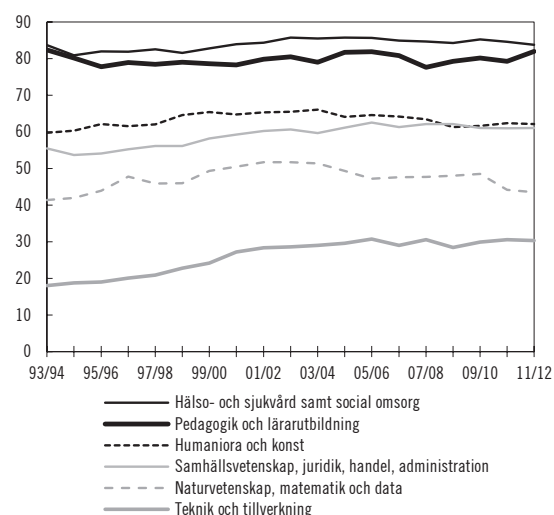 90
80
70
60
50
40
30
20
10
0
93/94 95/96 97/98 99/00 01/02 03/04 05/06 07/08 09/10 11/12
Hälso- och sjukvård samt social omsorg
Pedagogik och lärarutbildning
Humaniora och konst
Samhällsvetenskap, juridik, handel, administration
Naturvetenskap, matematik och data
Teknik och tillverkning